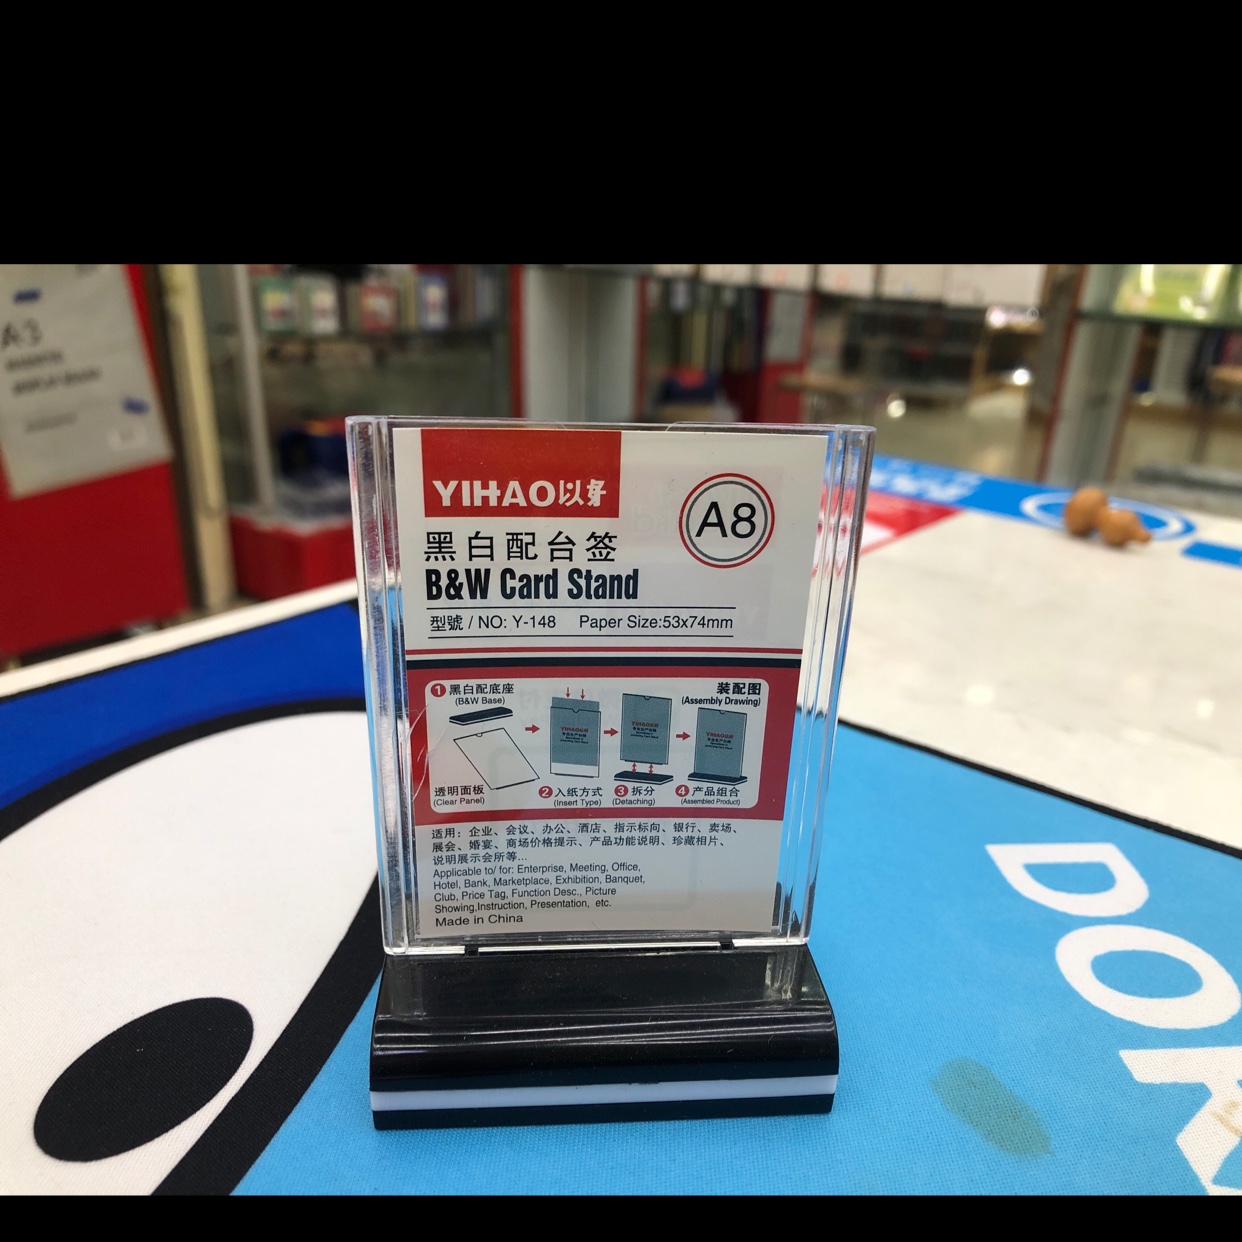 A3
YIHAO以好
A8
黑白配台签
B&W Card Stand
型號 / NO: Y-148 Paper Size:53x74mm
1 黑白配底座
(B&W Base)
装配图
(Assembly Drawing)
透明面板
(Clear Panel)
2 入纸方式
(Insert Type)
3 拆分
(Detaching)
4 产品组合
(Assembled Product)
适用：企业、会议、办公、酒店、指示标向、银行、卖场、
展会、婚宴、商场价格提示、产品功能说明、珍藏相片、
说明展示会所等...
Applicable to/ for: Enterprise, Meeting, Office,
Hotel, Bank, Marketplace, Exhibition, Banquet,
Club, Price Tag, Function Desc., Picture
Showing,Instruction, Presentation, etc.
Made in China
DOR